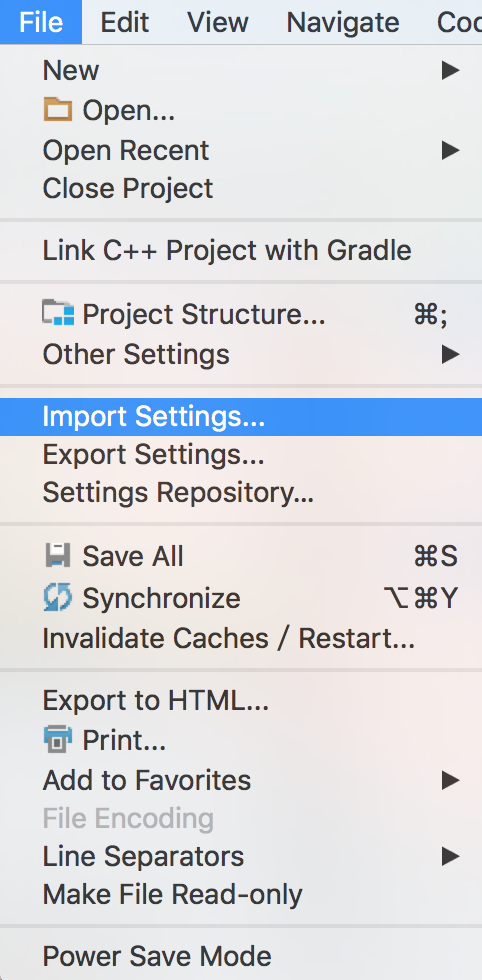 File Edit View Navigate
New
Open...
Open Recent
Close Project
Link C++ Project with Gradle
Project Structure... ⌘;
Other Settings
Import Settings...
Export Settings...
Settings Repository...
Save All ⌘S
Synchronize ⌥⌘Y
Invalidate Caches / Restart...
Export to HTML...
Print...
Add to Favorites
File Encoding
Line Separators
Make File Read-only
Power Save Mode